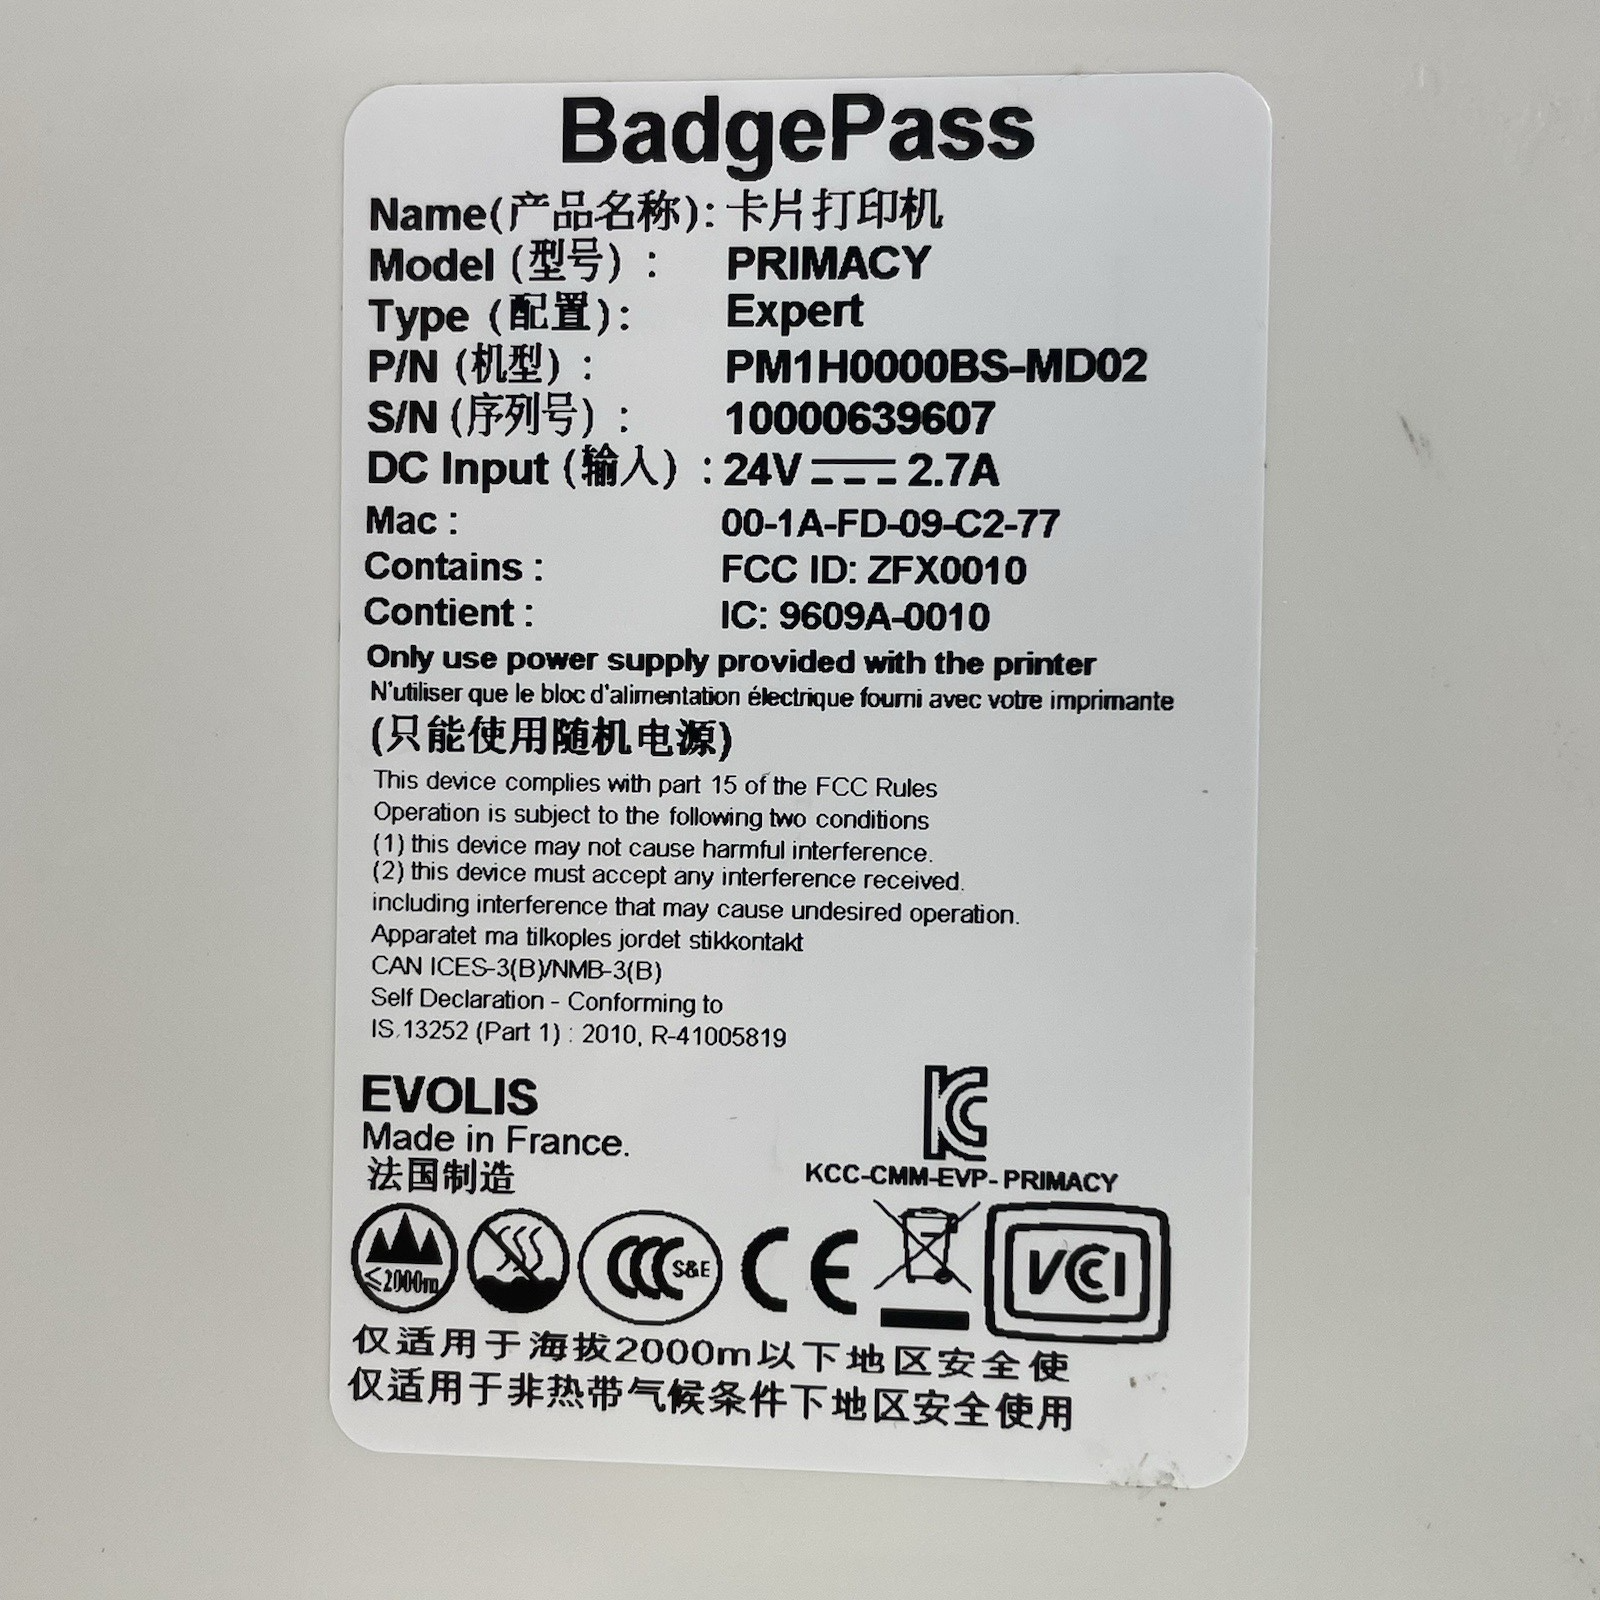 BadgePass
Name(产品名称): 卡片打印机
Model (型号) : PRIMACY
Type (配置): Expert
P/N (机型) : PM1H0000BS-MD02
S/N (序列号) : 10000639607
DC Input (输入) : 24V ⎓ 2.7A
Mac : 00-1A-FD-09-C2-77
Contains : FCC ID: ZFX0010
Contient : IC: 9609A-0010
Only use power supply provided with the printer
N'utiliser que le bloc d'alimentation électrique fourni avec votre imprimante
(只能使用随机电源)
This device complies with part 15 of the FCC Rules
Operation is subject to the following two conditions
(1) this device may not cause harmful interference.
(2) this device must accept any interference received.
including interference that may cause undesired operation.
Apparatet ma tilkoples jordet stikkontakt
CAN ICES-3(B)/NMB-3(B)
Self Declaration - Conforming to
IS.13252 (Part 1) : 2010, R-41005819
EVOLIS
Made in France.
法国制造
KC
KCC-CMM-EVP- PRIMACY
≤2000m
CCC S&E
CE
VCCI
仅适用于海拔2000m以下地区安全使
仅适用于非热带气候条件下地区安全使用